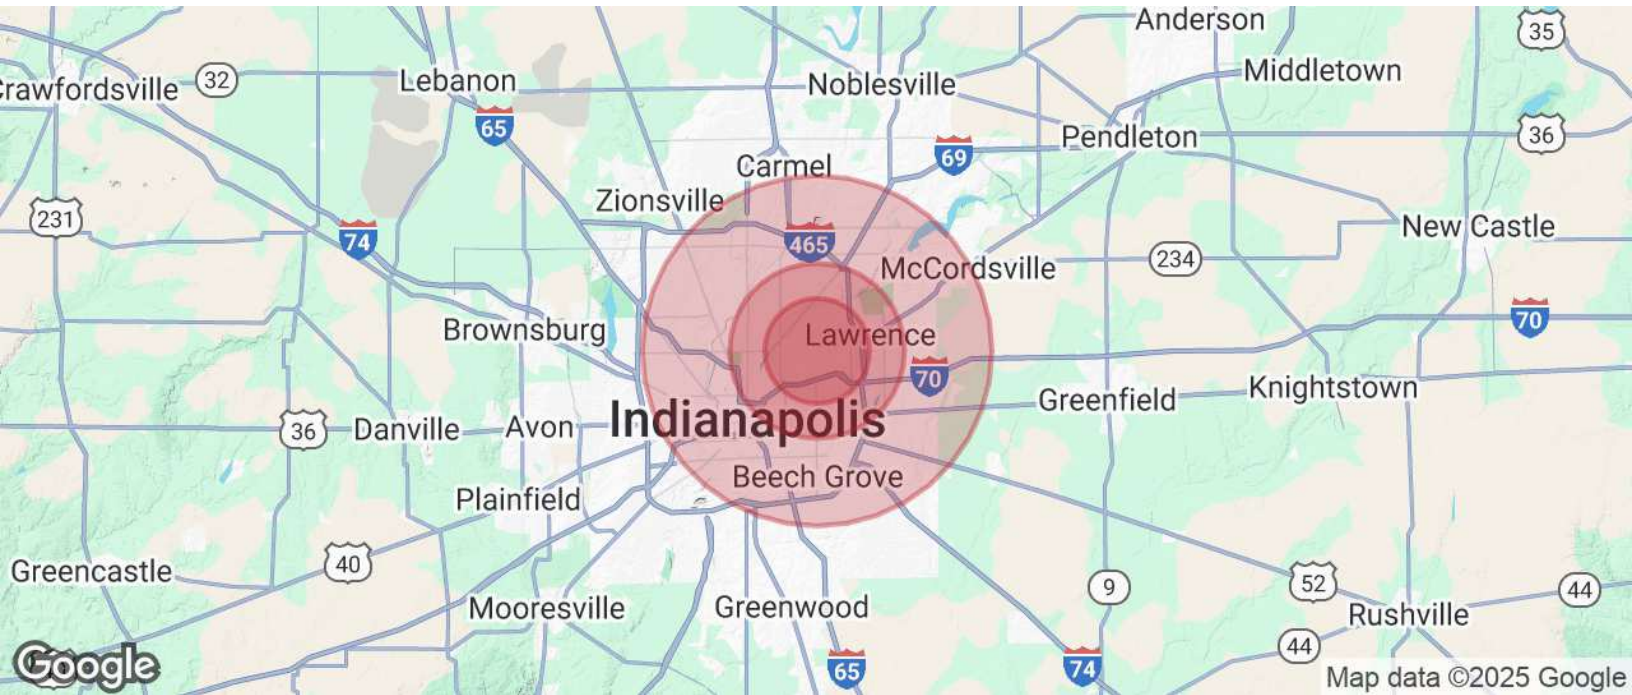 Anderson
35
Crawfordsville
32
Lebanon
Noblesville
Middletown
65
69
Pendleton
36
Carmel
Zionsville
231
74
465
New Castle
McCordsville
234
Brownsburg
Lawrence
70
70
Indianapolis
Greenfield
Knightstown
36
Danville
Avon
Beech Grove
Plainfield
40
Greencastle
9
52
44
Mooresville
Greenwood
Rushville
44
65
74
Google
Map data ©2025 Google